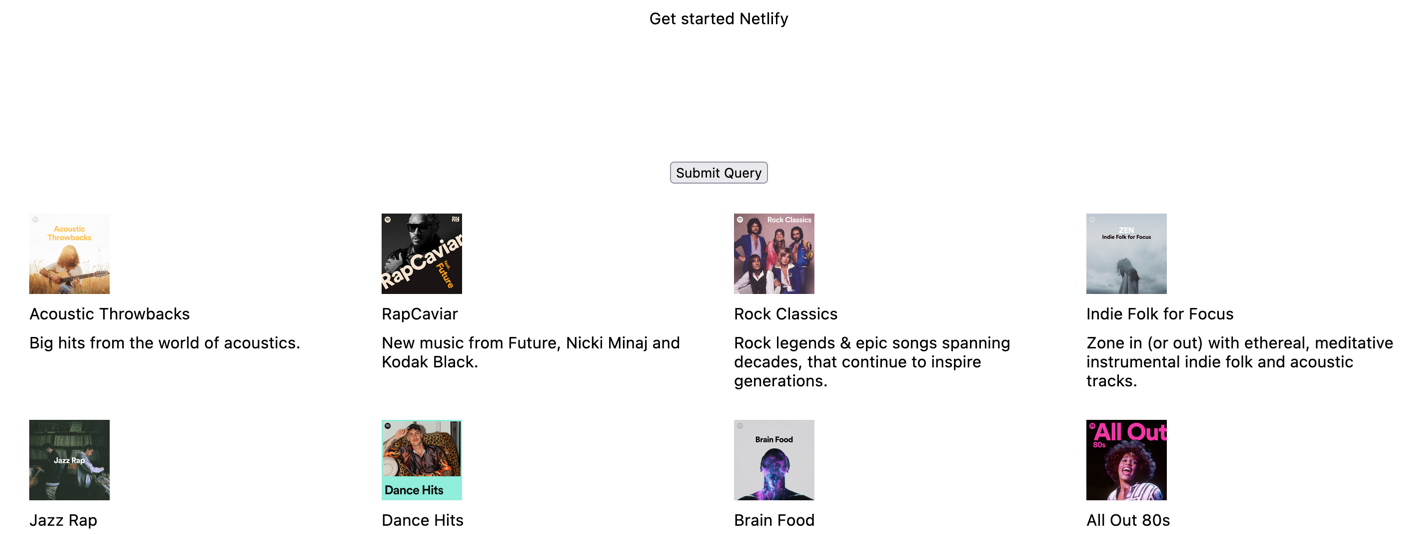 Get started Netlify
Submit Query
Acoustic
Throwbacks
RapCaviar
feat.
Future
Rock Classics
ZEN
Indie Folk for Focus
Acoustic Throwbacks
RapCaviar
Rock Classics
Indie Folk for Focus
Big hits from the world of acoustics.
New music from Future, Nicki Minaj and
Kodak Black.
Rock legends & epic songs spanning
decades, that continue to inspire
generations.
Zone in (or out) with ethereal, meditative
instrumental indie folk and acoustic
tracks.
Jazz Rap
Dance Hits
Brain Food
All Out
80s
Jazz Rap
Dance Hits
Brain Food
All Out 80s